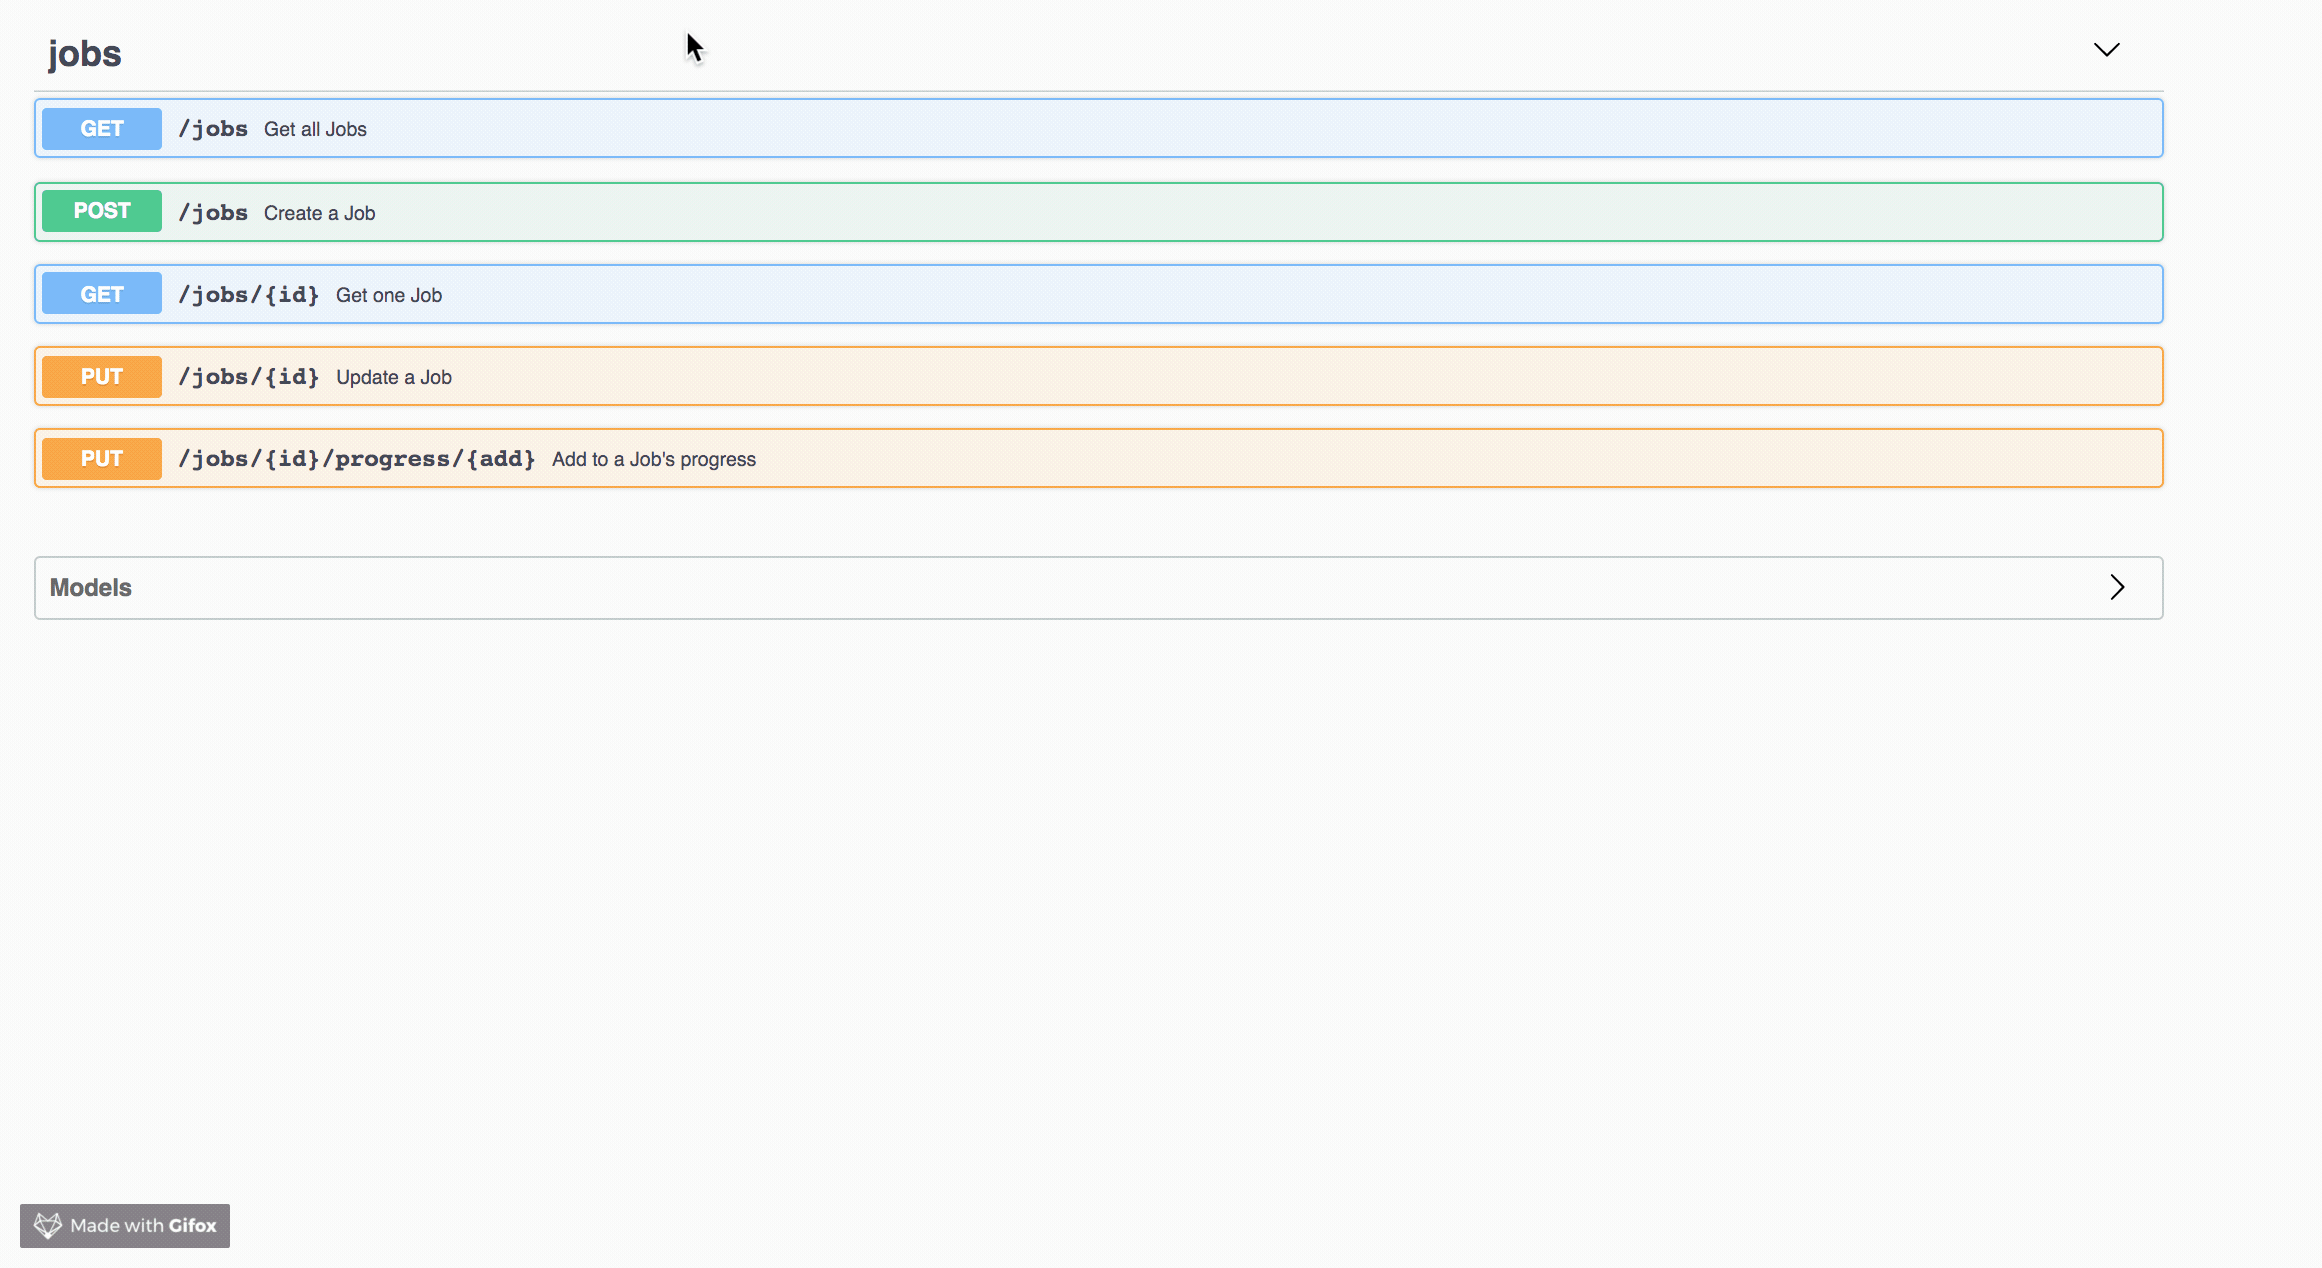 jobs
GET /jobs Get all Jobs
POST /jobs Create a Job
GET /jobs/{id} Get one Job
PUT /jobs/{id} Update a Job
PUT /jobs/{id}/progress/{add} Add to a Job's progress
Models
Made with Gifox